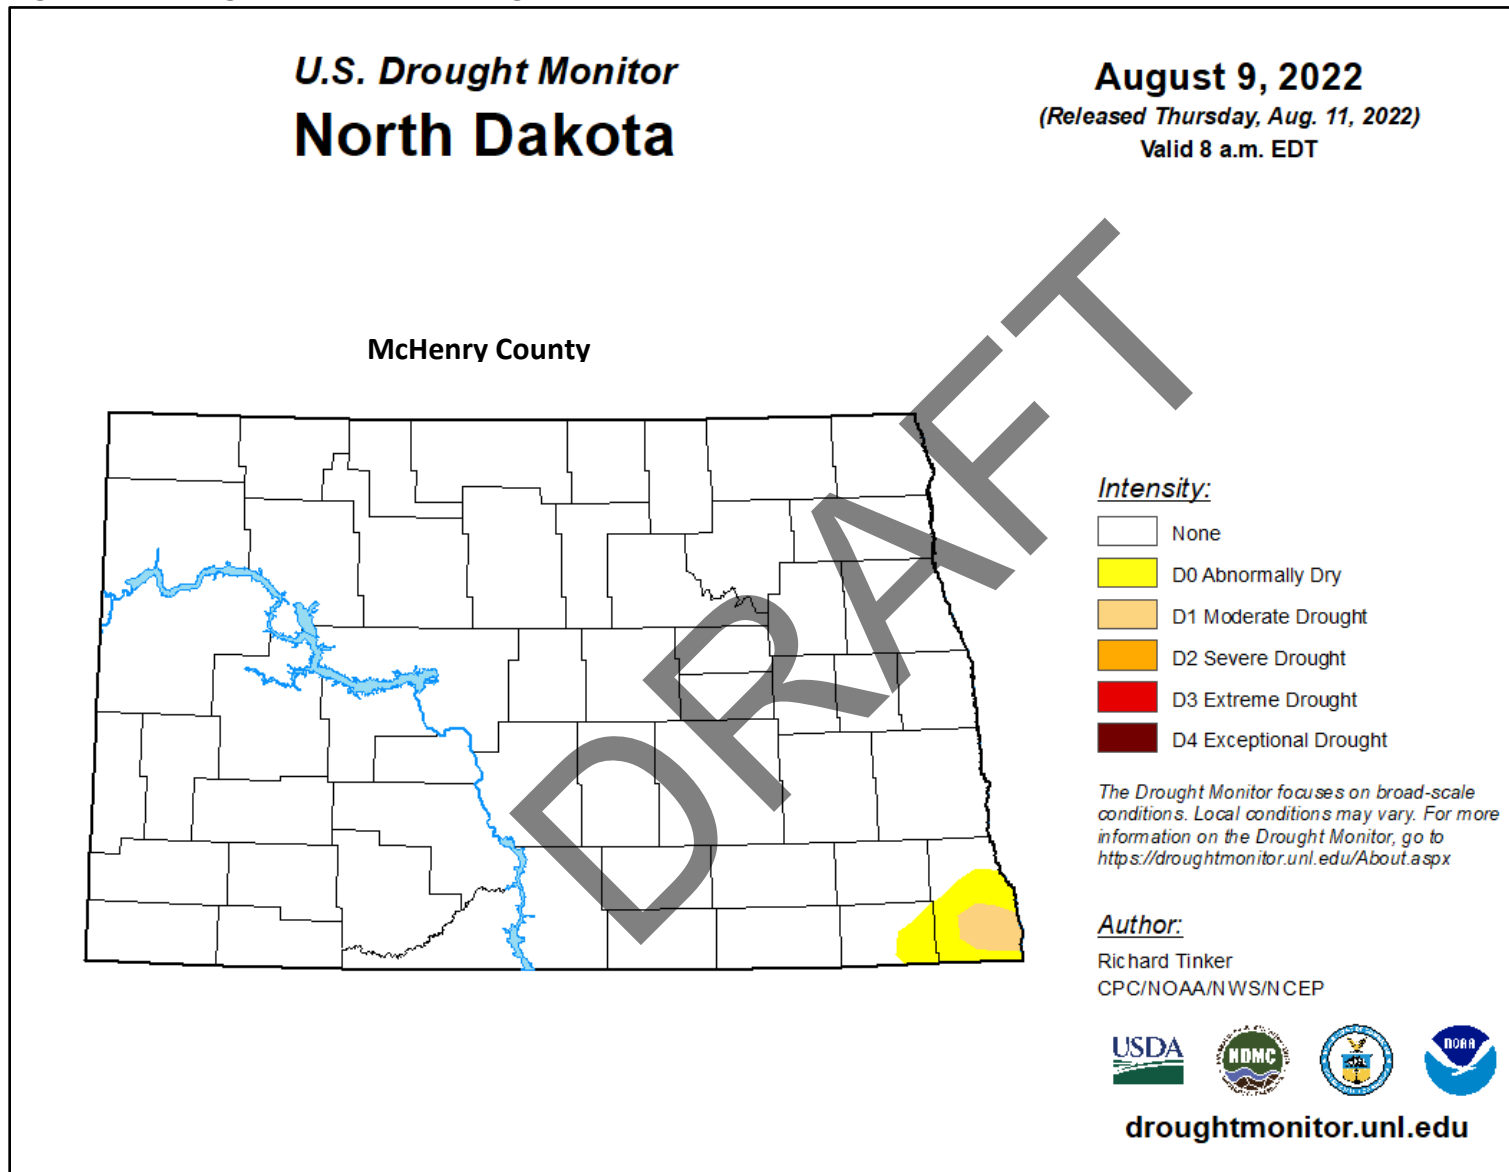 U.S. Drought Monitor
North Dakota
August 9, 2022
(Released Thursday, Aug. 11, 2022)
Valid 8 a.m. EDT
McHenry County
DRAFT
Intensity:
None
D0 Abnormally Dry
D1 Moderate Drought
D2 Severe Drought
D3 Extreme Drought
D4 Exceptional Drought
The Drought Monitor focuses on broad-scale
conditions. Local conditions may vary. For more
information on the Drought Monitor, go to
https://droughtmonitor.unl.edu/About.aspx
Author:
Richard Tinker
CPC/NOAA/NWS/NCEP
USDA
NDMC
NOAA
droughtmonitor.unl.edu